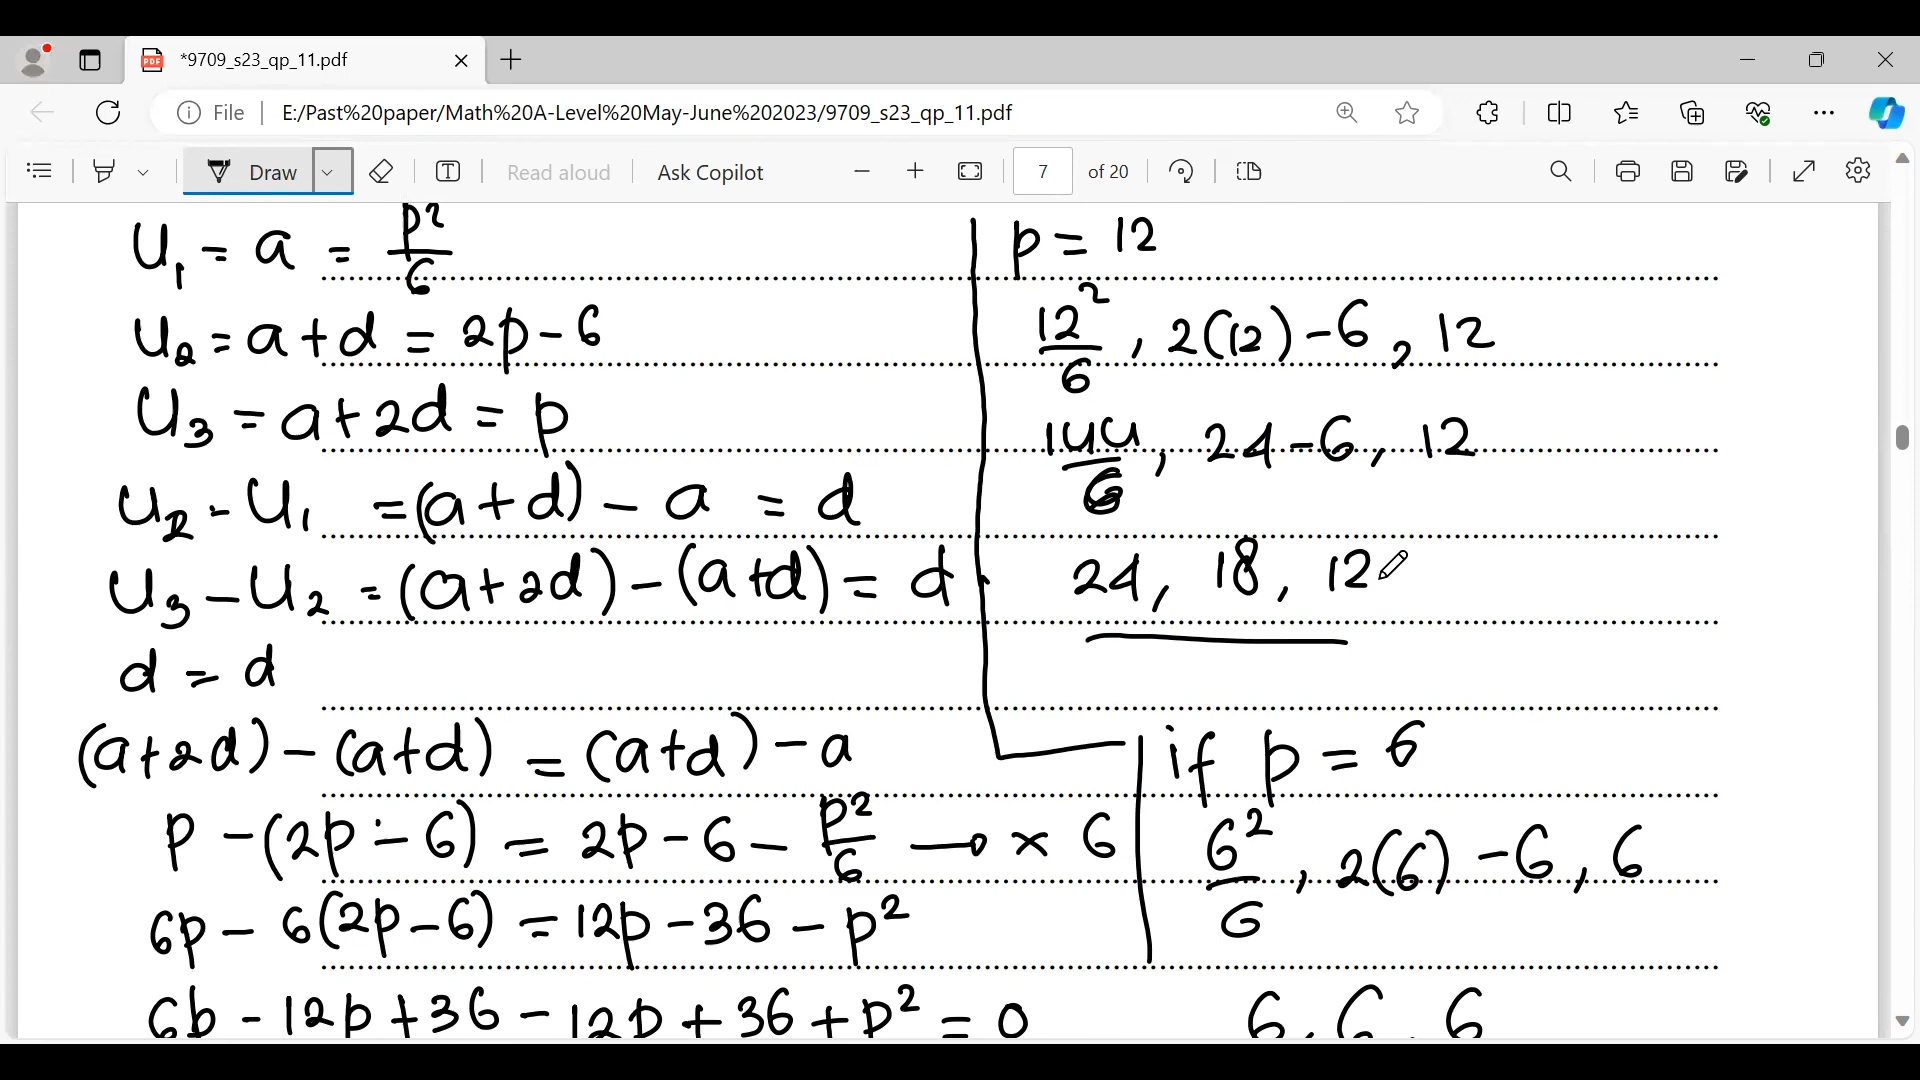 *9709_s23_qp_11.pdf
File
E:/Past%20paper/Math%20A-Level%20May-June%202023/9709_s23_qp_11.pdf
Draw
Read aloud
Ask Copilot
7
of 20
U₁ = a = p²/6
U₂ = a + d = 2p - 6
U₃ = a + 2d = p
U₂ - U₁ = (a + d) - a = d
U₃ - U₂ = (a + 2d) - (a + d) = d
d = d
(a + 2d) - (a + d) = (a + d) - a
p - (2p - 6) = 2p - 6 - p²/6 → × 6
6p - 6(2p - 6) = 12p - 36 - p²
6p - 12p + 36 - 12p + 36 + p² = 0
p = 12
12²/6, 2(12) - 6, 12
144/6, 24 - 6, 12
24, 18, 12
if p = 6
6²/6, 2(6) - 6, 6
6, 6, 6